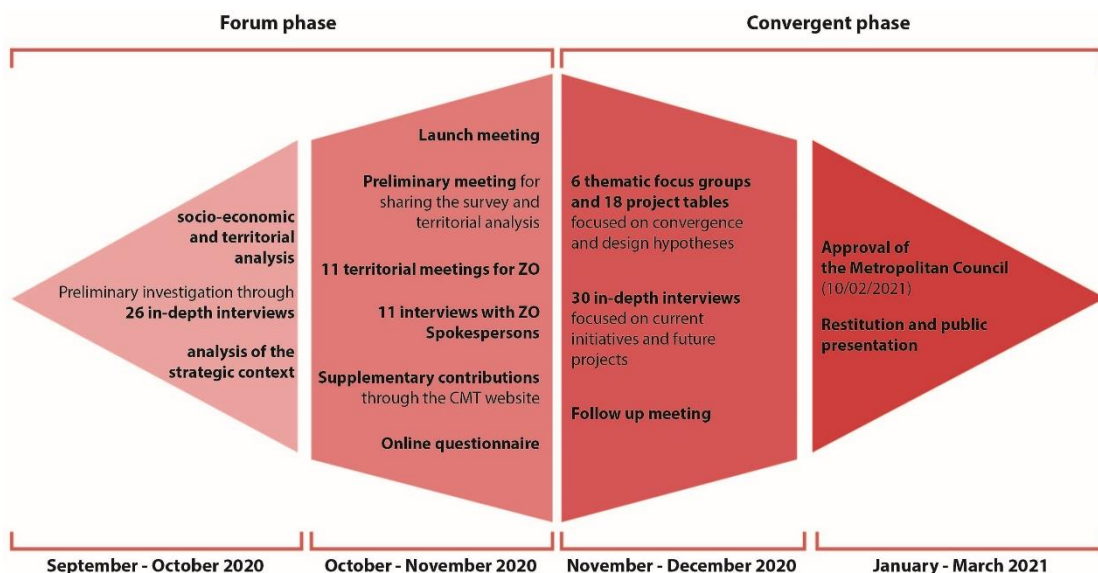 Forum phase
Convergent phase
socio-economic
and territorial
analysis
Preliminary investigation through
26 in-depth interviews
analysis of the
strategic context
Launch meeting
Preliminary meeting for
sharing the survey and
territorial analysis
11 territorial meetings for ZO
11 interviews with ZO
Spokespersons
Supplementary contributions
through the CMT website
Online questionnaire
6 thematic focus groups
and 18 project tables
focused on convergence
and design hypotheses
30 in-depth interviews
focused on current
initiatives and future
projects
Follow up meeting
Approval of
the Metropolitan Council
(10/02/2021)
Restitution and public
presentation
September - October 2020
October - November 2020
November - December 2020
January - March 2021